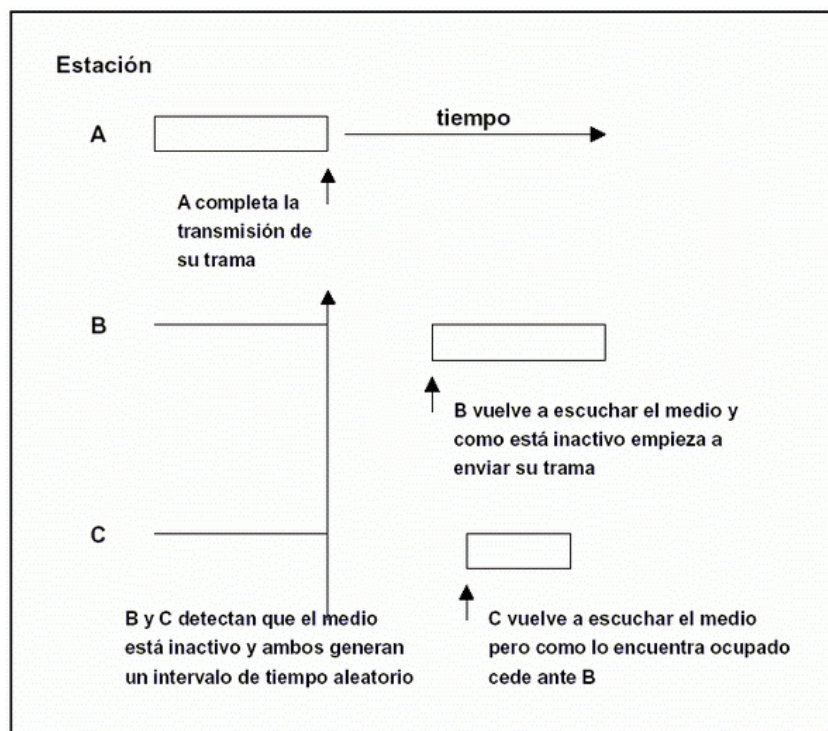 Estación
A
tiempo
A completa la
transmisión de
su trama
B
B vuelve a escuchar el medio y
como está inactivo empieza a
enviar su trama
C
B y C detectan que el medio
está inactivo y ambos generan
un intervalo de tiempo aleatorio
C vuelve a escuchar el medio
pero como lo encuentra ocupado
cede ante B